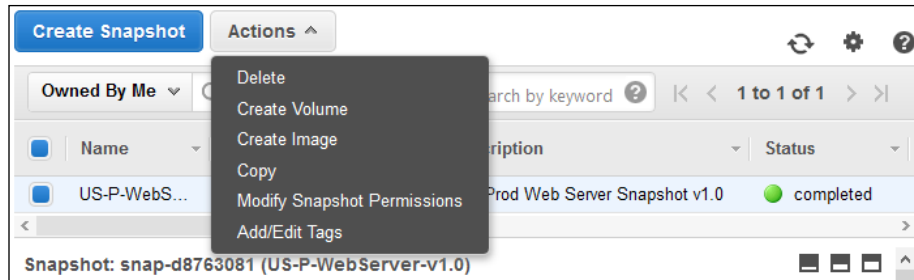 Create Snapshot Actions
Delete
Owned By Me arch by keyword 1 to 1 of 1
Create Volume
Create Image
Name ription Status
Copy
US-P-WebS... Prod Web Server Snapshot v1.0 completed
Modify Snapshot Permissions
Add/Edit Tags
Snapshot: snap-d8763081 (US-P-WebServer-v1.0)